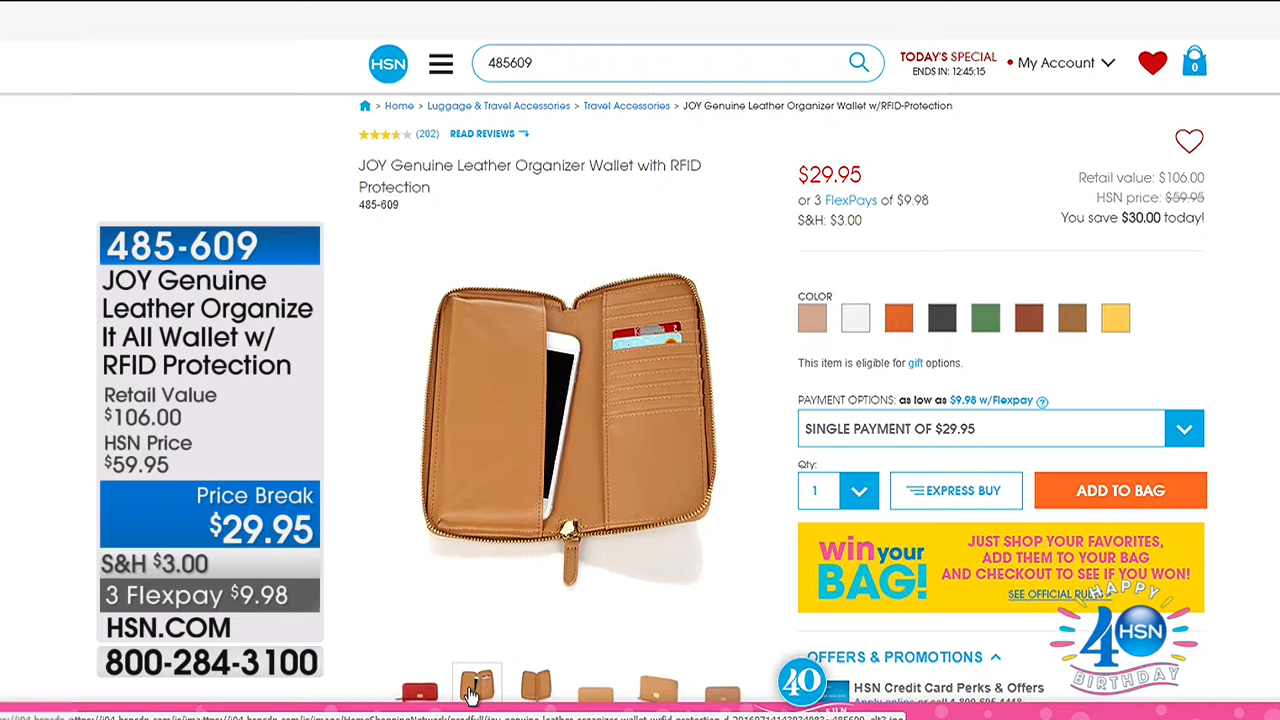 HSN
485609
TODAY'S SPECIAL
ENDS IN: 12:45:15
My Account
0
> Home > Luggage & Travel Accessories > Travel Accessories > JOY Genuine Leather Organizer Wallet w/RFID-Protection
(202) READ REVIEWS
JOY Genuine Leather Organizer Wallet with RFID
Protection
485-609
$29.95
or 3 FlexPays of $9.98
S&H: $3.00
Retail value: $106.00
HSN price: $59.95
You save $30.00 today!
485-609
JOY Genuine
Leather Organize
It All Wallet w/
RFID Protection
Retail Value
$106.00
HSN Price
$59.95
Price Break
$29.95
S&H $3.00
3 Flexpay $9.98
HSN.COM
800-284-3100
COLOR
This item is eligible for gift options.
PAYMENT OPTIONS: as low as $9.98 w/Flexpay ?
SINGLE PAYMENT OF $29.95
Qty:
1
EXPRESS BUY
ADD TO BAG
win your
BAG!
JUST SHOP YOUR FAVORITES,
ADD THEM TO YOUR BAG
AND CHECKOUT TO SEE IF YOU WON!
SEE OFFICIAL
HAPPY
40 HSN
BIRTHDAY
OFFERS & PROMOTIONS
40
HSN Credit Card Perks & Offers